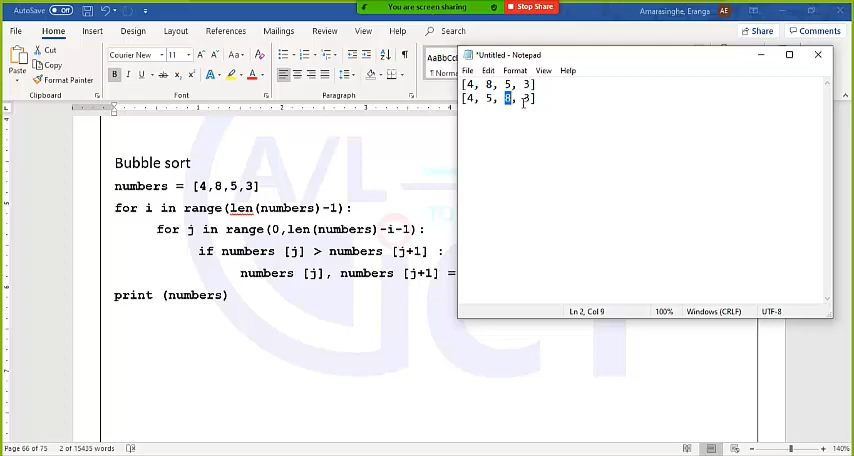 AutoSave Off
You are screen sharing
Stop Share
Amarasinghe, Eranga AE
File Home Insert Draw Design Layout References Mailings Review View Help Search Share Comments
Paste
Cut
Copy
Format Painter
Clipboard
Courier New 11
Font
Paragraph
AaBbC
Normal
*Untitled - Notepad
File Edit Format View Help
[4, 8, 5, 3]
[4, 5, 8, 3]
Ln 2, Col 9 100% Windows (CRLF) UTF-8
Bubble sort
numbers = [4,8,5,3]
for i in range(len(numbers)-1):
for j in range(0,len(numbers)-i-1):
if numbers [j] > numbers [j+1] :
numbers [j], numbers [j+1] =
print (numbers)
A/L
ICT
Page 66 of 75 2 of 15435 words 140%